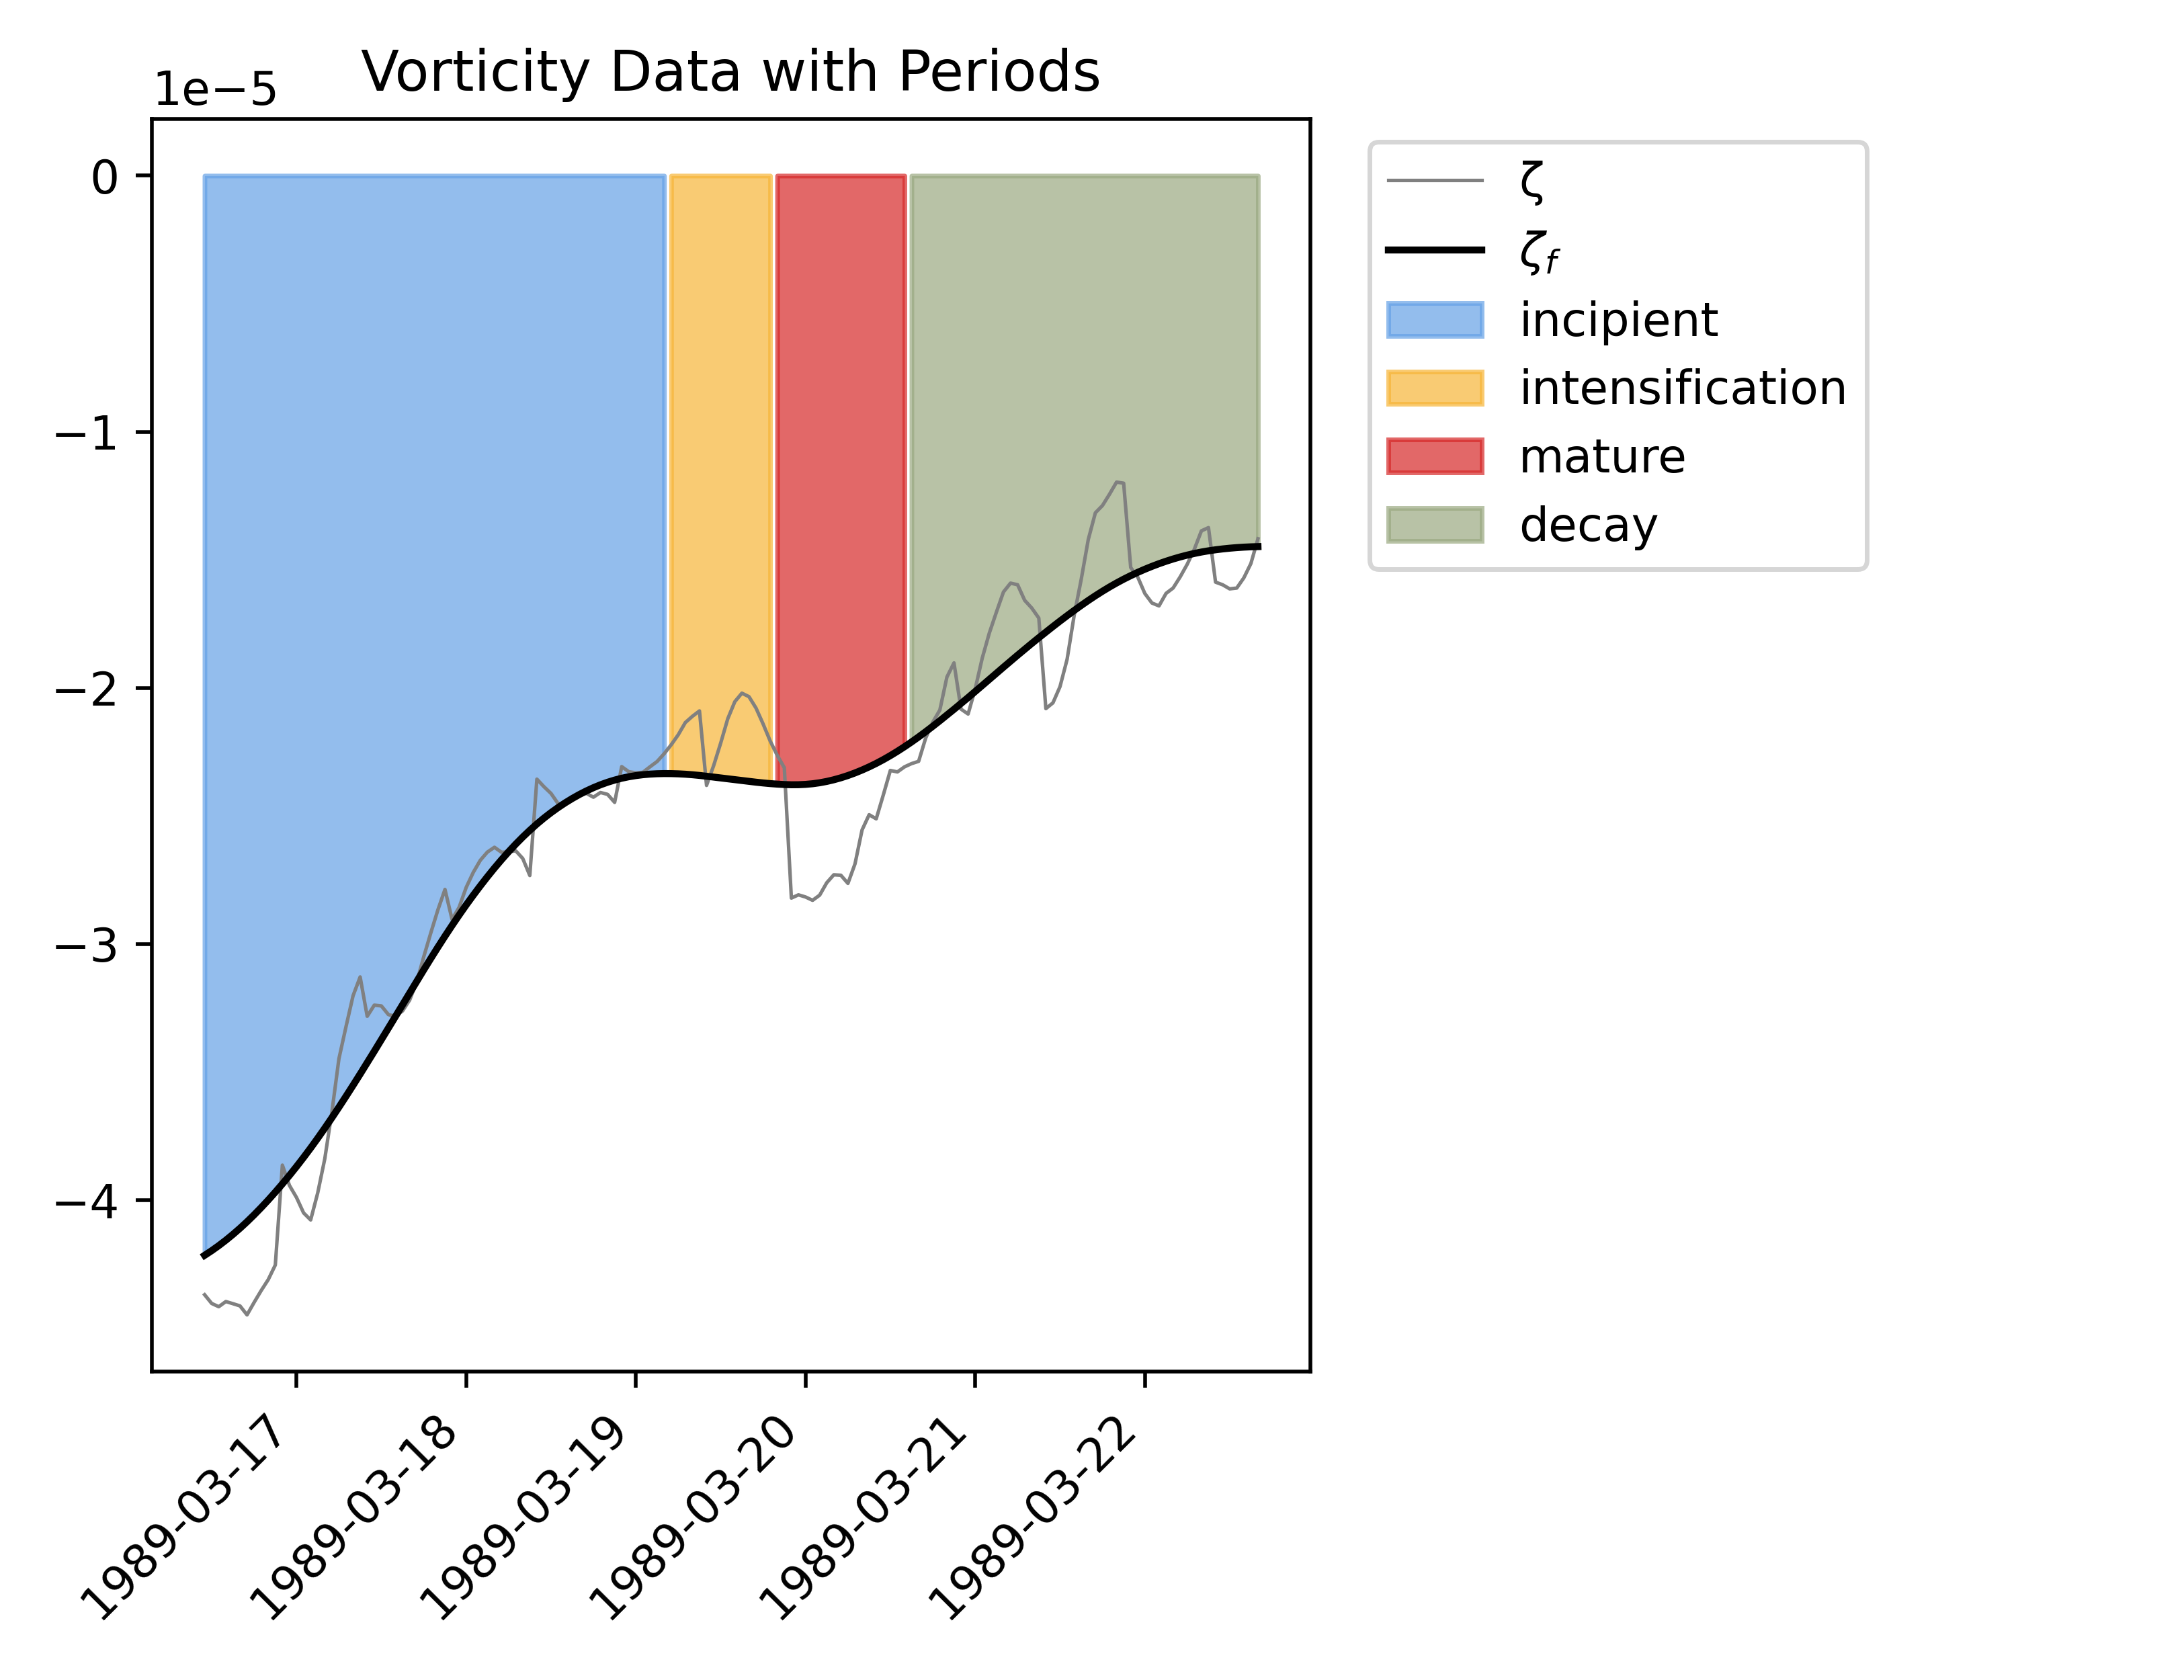 Vorticity Data with Periods
1e−5
0
−1
−2
−3
−4
1989-03-17
1989-03-18
1989-03-19
1989-03-20
1989-03-21
1989-03-22
ζ
ζf
incipient
intensification
mature
decay